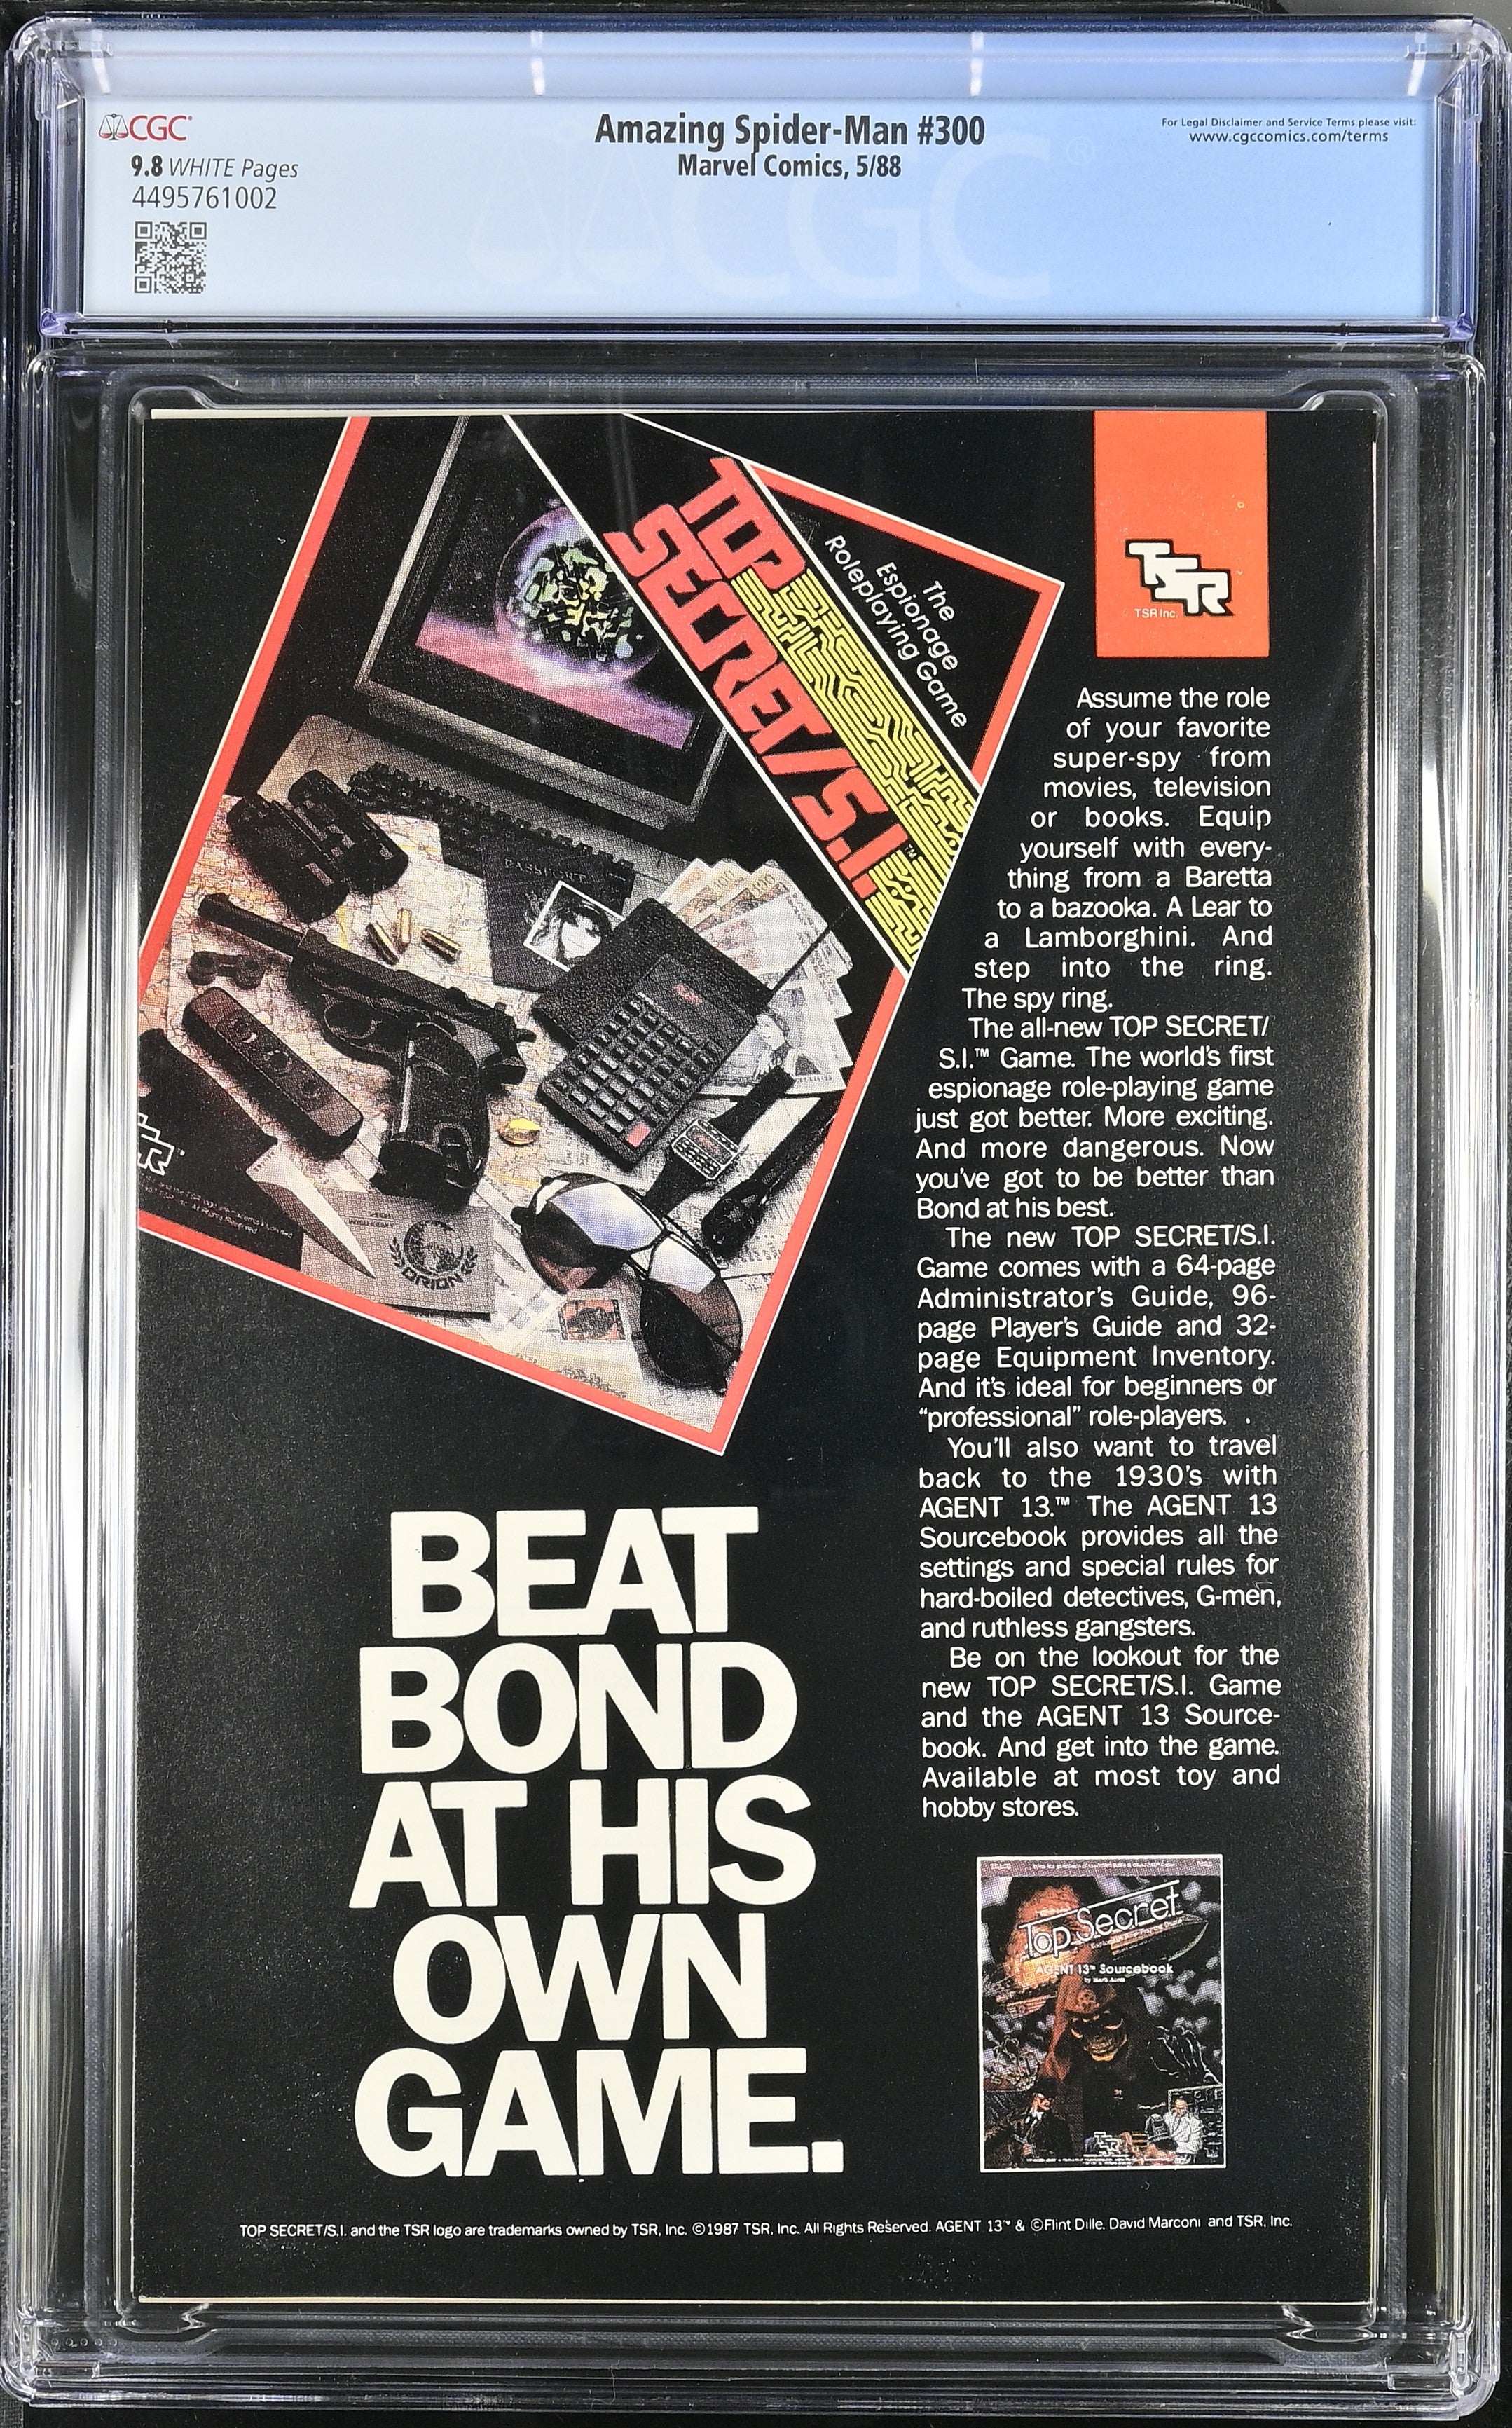 CGC
9.8 WHITE Pages
4495761002
Amazing Spider-Man #300
Marvel Comics, 5/88
For Legal Disclaimer and Service Terms please visit:
www.cgccomics.com/terms
CGC
TOP
SECRET/S.I.™
The
Espionage
Roleplaying Game
PASSPORT
ORION
TSR
TSR Inc.
Assume the role
of your favorite
super-spy from
movies, television
or books. Equip
yourself with every-
thing from a Baretta
to a bazooka. A Lear to
a Lamborghini. And
step into the ring.
The spy ring.
The all-new TOP SECRET/
S.I.™ Game. The world's first
espionage role-playing game
just got better. More exciting.
And more dangerous. Now
you've got to be better than
Bond at his best.
The new TOP SECRET/S.I.
Game comes with a 64-page
Administrator's Guide, 96-
page Player's Guide and 32-
page Equipment Inventory.
And it's ideal for beginners or
“professional” role-players.
You'll also want to travel
back to the 1930's with
AGENT 13.™ The AGENT 13
Sourcebook provides all the
settings and special rules for
hard-boiled detectives, G-men,
and ruthless gangsters.
Be on the lookout for the
new TOP SECRET/S.I. Game
and the AGENT 13 Source-
book. And get into the game.
Available at most toy and
hobby stores.
BEAT
BOND
AT HIS
OWN
GAME.
Top Secret
AGENT 13™ Sourcebook
TOP SECRET/S.I. and the TSR logo are trademarks owned by TSR, Inc. ©1987 TSR, Inc. All Rights Reserved. AGENT 13™ & ©Flint Dille, David Marconi and TSR, Inc.